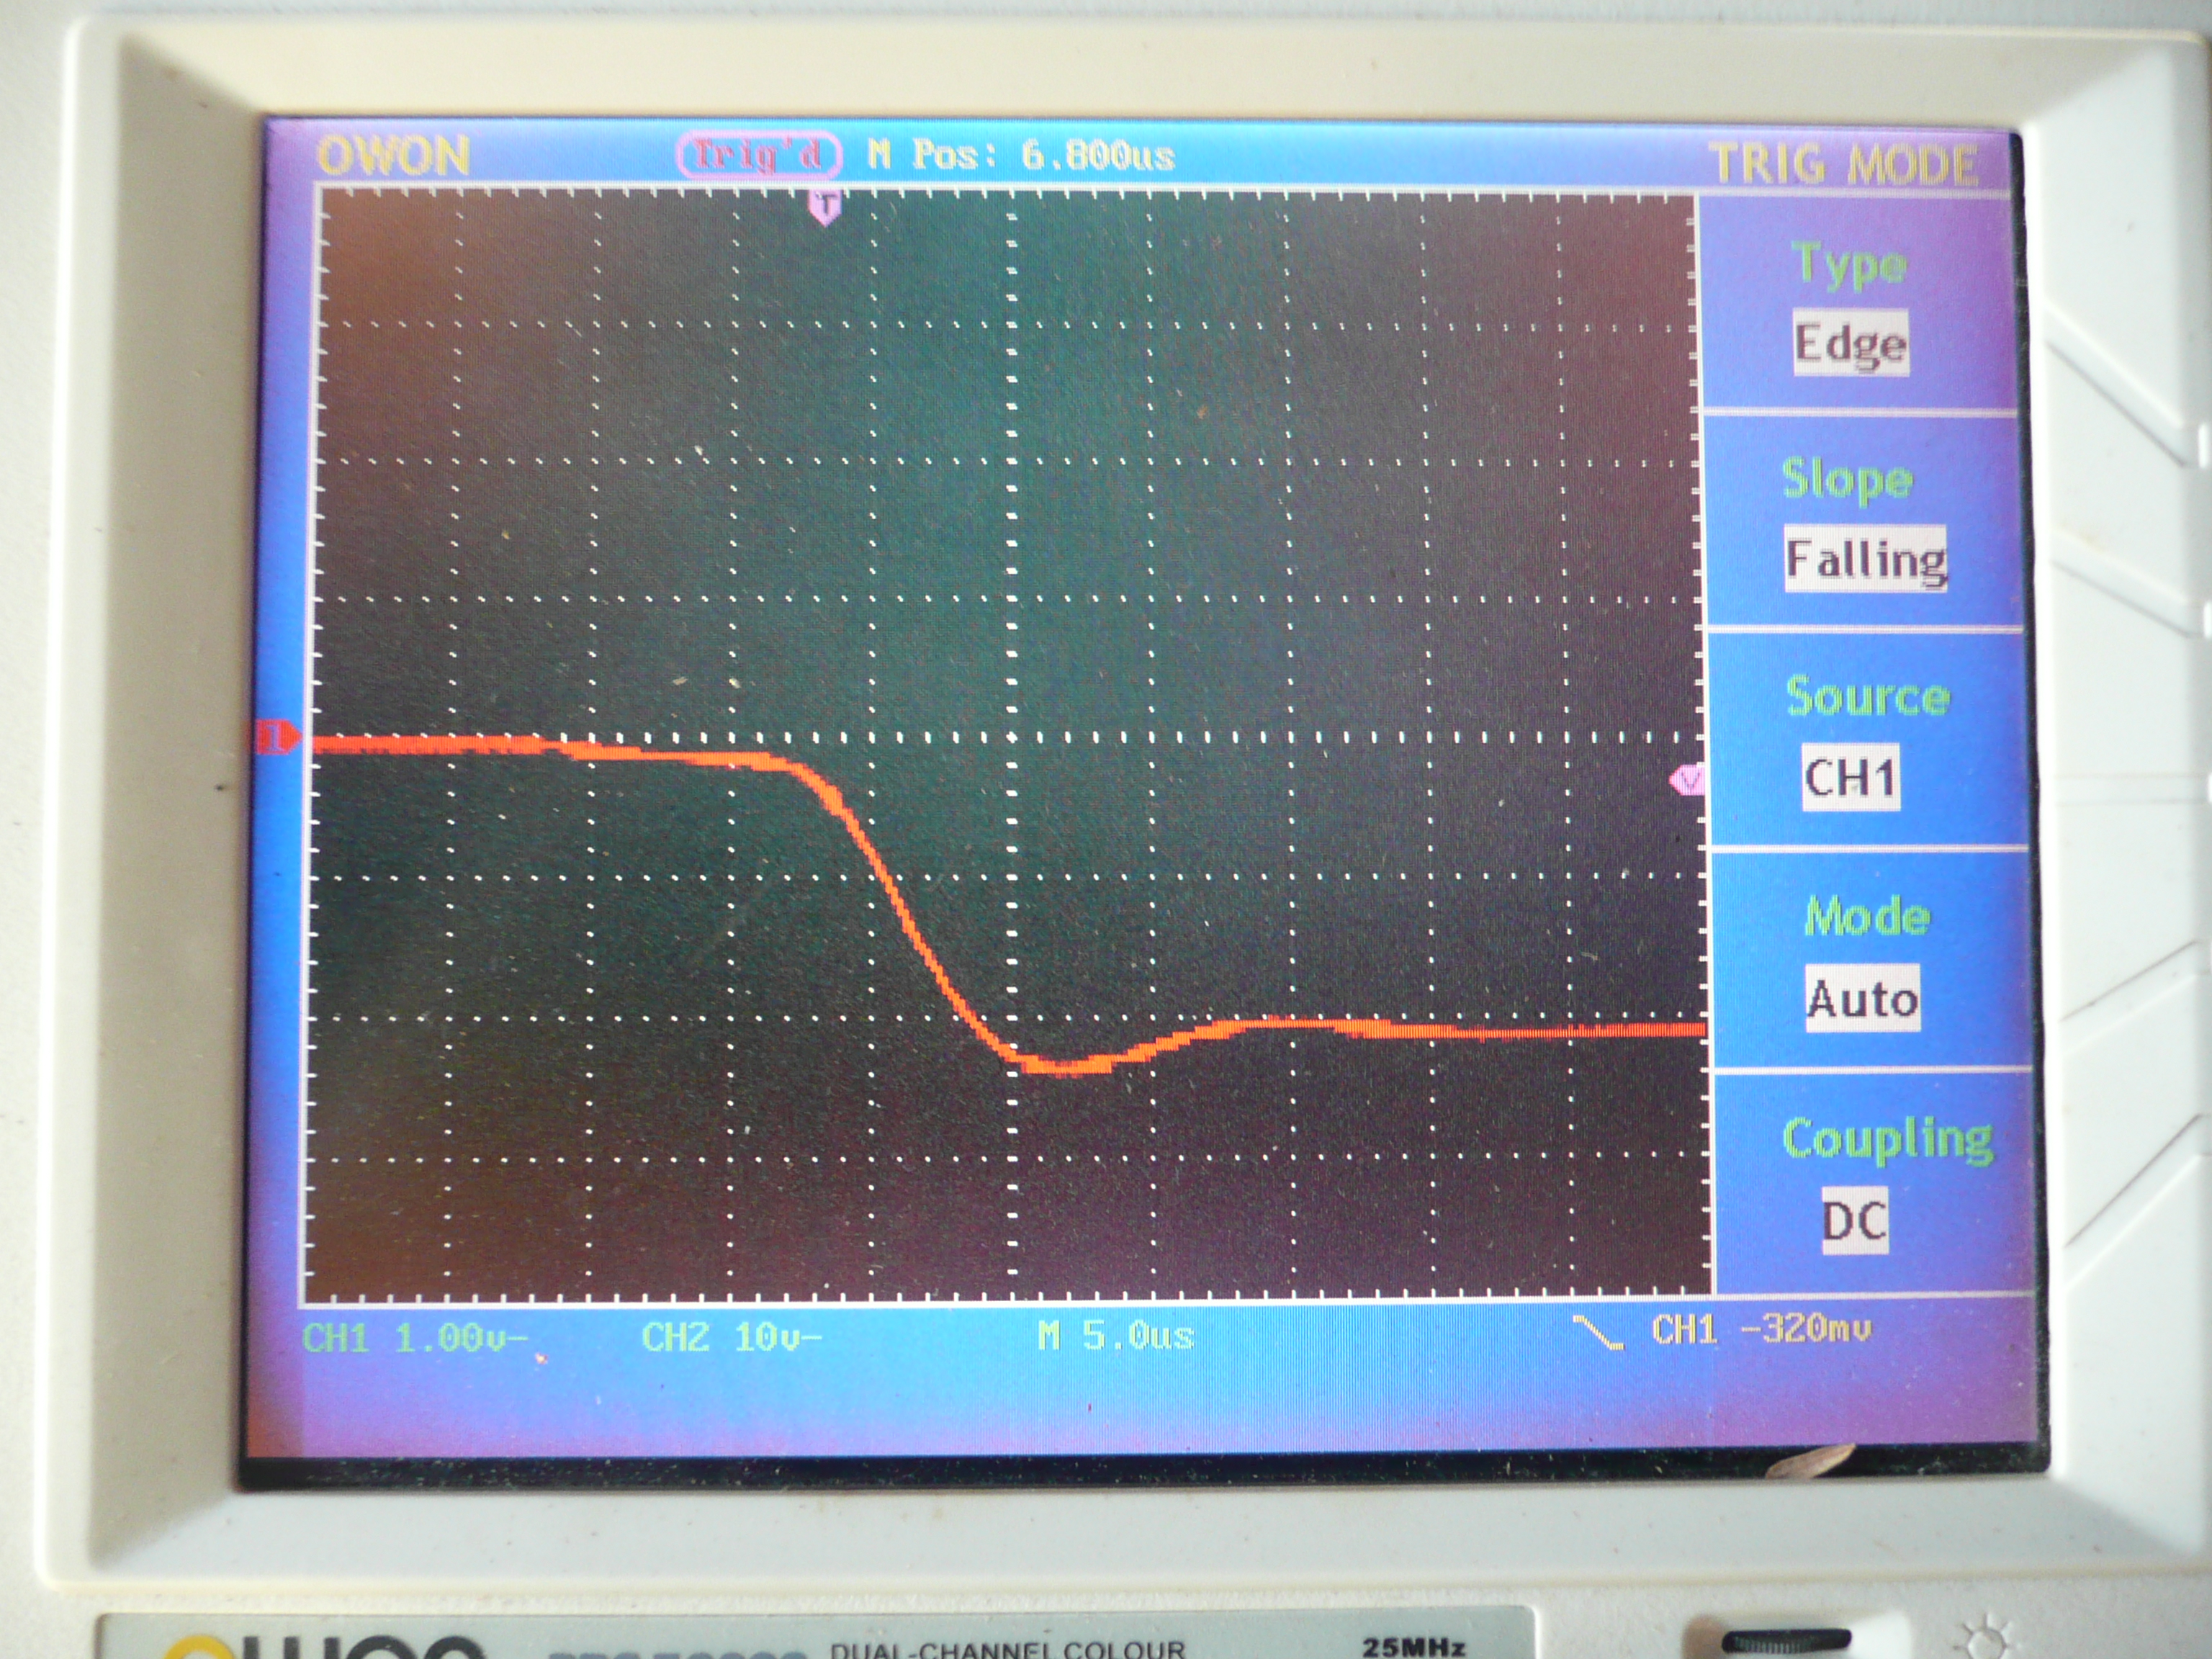 OWON Trig'd M Pos: 6.800us TRIG MODE
T
Type
Edge
Slope
Falling
Source
1
CH1
V
Mode
Auto
Coupling
DC
CH1 1.00v- CH2 10v- M 5.0us CH1 -320mv
DUAL-CHANNEL COLOUR 25MHz